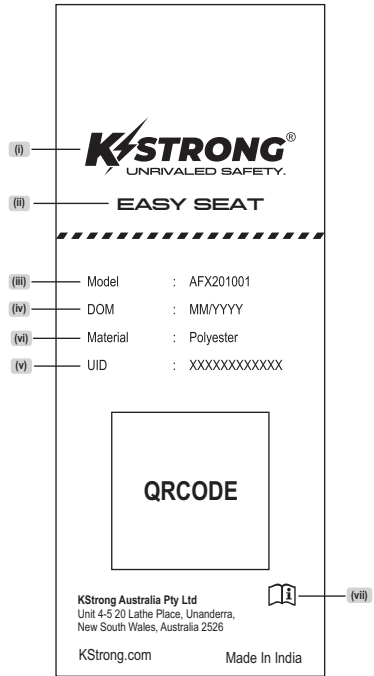 (i) KSTRONG®
UNRIVALED SAFETY.
(ii) EASY SEAT
(iii) Model : AFX201001
(iv) DOM : MM/YYYY
(vi) Material : Polyester
(v) UID : XXXXXXXXXXXX
QRCODE
(vii)
KStrong Australia Pty Ltd
Unit 4-5 20 Lathe Place, Unanderra,
New South Wales, Australia 2526
KStrong.com Made In India